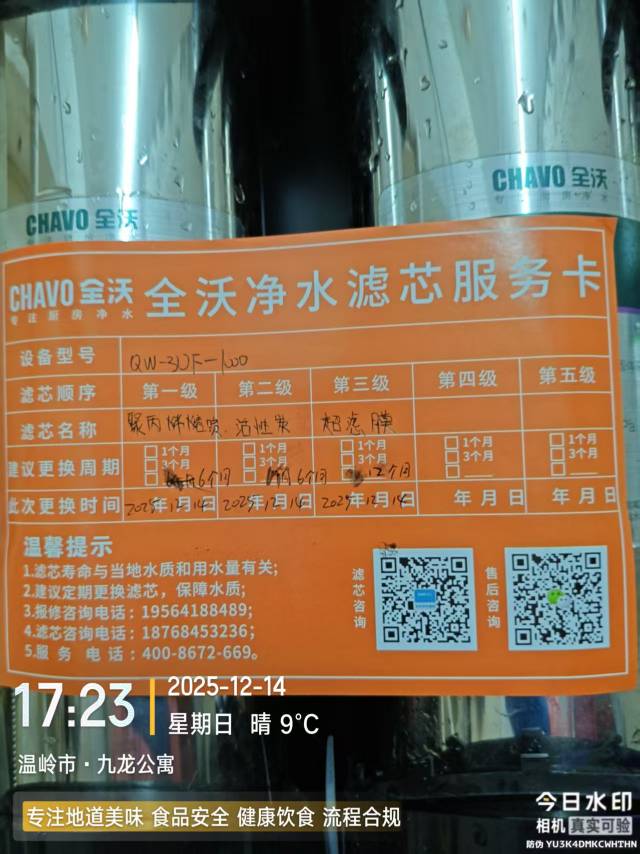 CHAVO 全沃
CHAVO 全沃
专注厨房净水
CHAVO 全沃 全沃净水滤芯服务卡
专注厨房净水
设备型号 QW-3UF-1000
滤芯顺序 第一级 第二级 第三级 第四级 第五级
滤芯名称 聚丙烯熔炭 活性炭 超滤膜
建议更换周期 □1个月 □3个月 □6个月 □1个月 □3个月 □6个月 □1个月 □3个月 □12个月 □1个月 □3个月 □ □1个月 □3个月 □
此次更换时间 2025年12月14日 2025年12月14日 2025年12月14日 年 月 日 年 月 日
温馨提示
1.滤芯寿命与当地水质和用水量有关;
2.建议定期更换滤芯，保障水质;
3.报修咨询电话:19564188489;
4.滤芯咨询电话:18768453236;
5.服务电话:400-8672-669。
滤芯咨询
售后咨询
17:23
2025-12-14
星期日 晴 9°C
温岭市·九龙公寓
专注地道美味 食品安全 健康饮食 流程合规
今日水印
相机 真实可验
防伪 YU3K4DMKCWHTHN